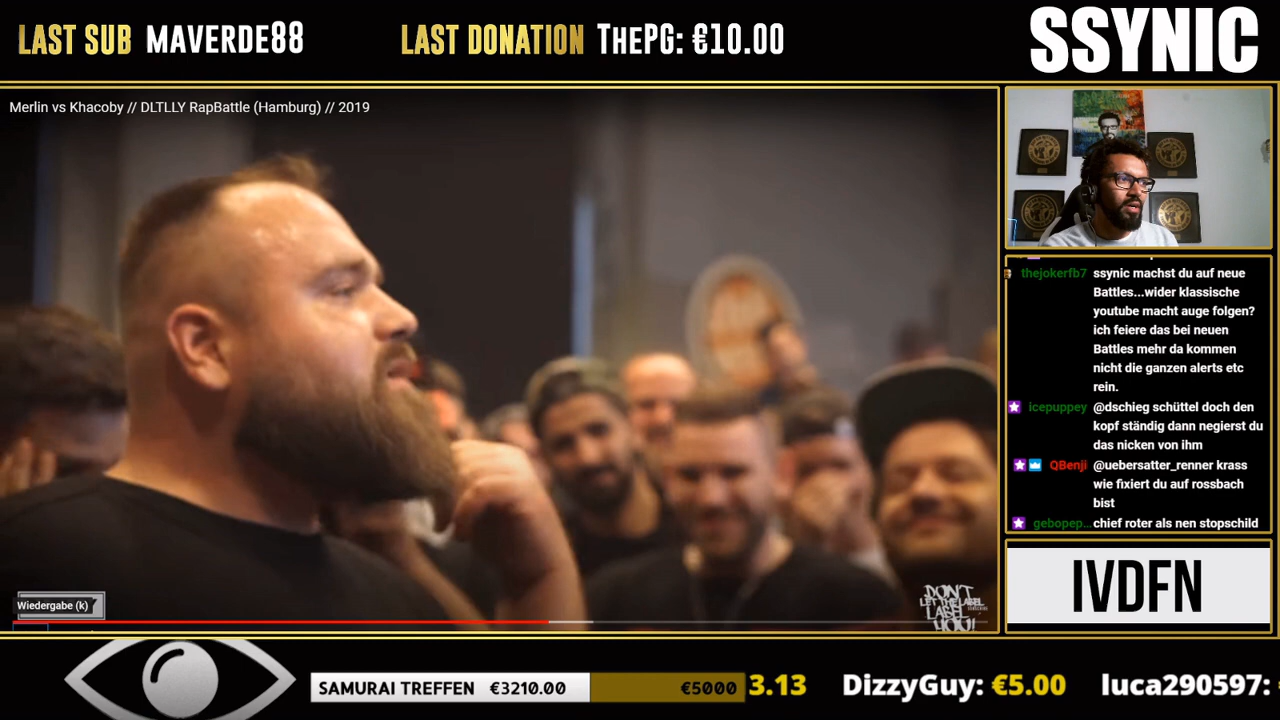 LAST SUB MAVERDE88
LAST DONATION ThePG: €10.00
SSYNIC
Merlin vs Khacoby // DLTLLY RapBattle (Hamburg) // 2019
thejokerfb7 ssynic machst du auf neue
Battles...wider klassische
youtube macht auge folgen?
ich feiere das bei neuen
Battles mehr da kommen
nicht die ganzen alerts etc
rein.
icepuppey @dschieg schüttel doch den
kopf ständig dann negierst du
das nicken von ihm
QBenji @uebersatter_renner krass
wie fixiert du auf rossbach
bist
gebopep... chief roter als nen stopschild
Wiedergabe (k)
DON'T
LET THE LABEL
LABEL
YOU!
IVDFN
SAMURAI TREFFEN €3210.00 €5000
3.13 DizzyGuy: €5.00 luca290597: